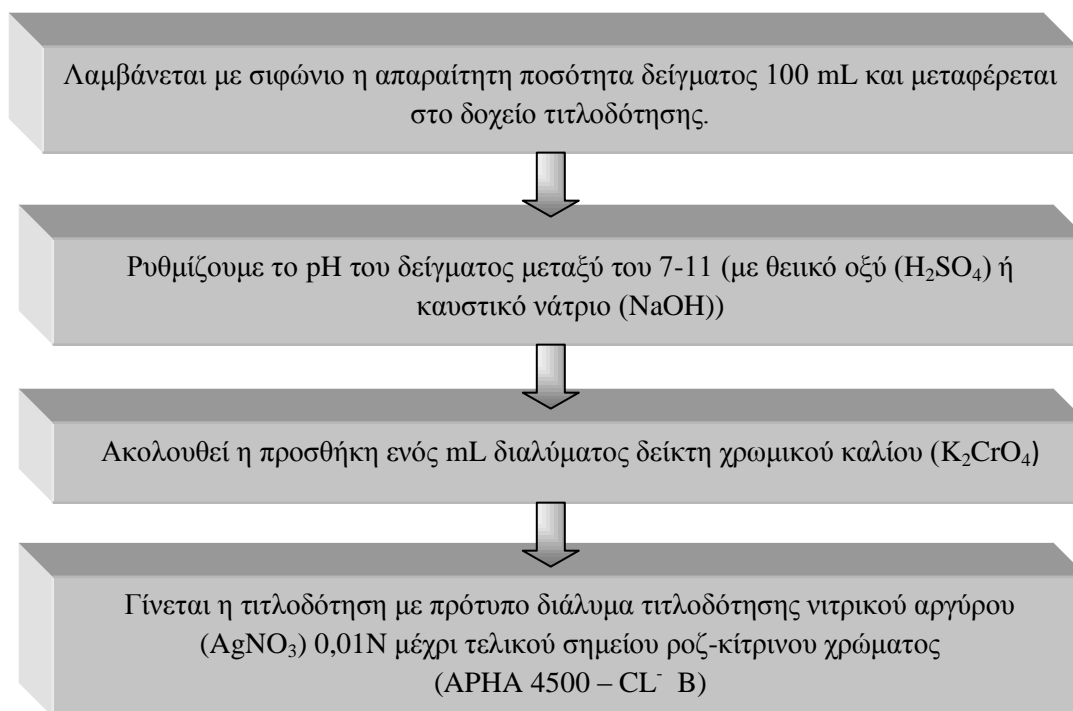 Λαμβάνεται με σιφώνιο η απαραίτητη ποσότητα δείγματος 100 mL και μεταφέρεται
στο δοχείο τιτλοδότησης.
Ρυθμίζουμε το pH του δείγματος μεταξύ του 7-11 (με θειικό οξύ (H₂SO₄) ή
καυστικό νάτριο (NaOH))
Ακολουθεί η προσθήκη ενός mL διαλύματος δείκτη χρωμικού καλίου (K₂CrO₄)
Γίνεται η τιτλοδότηση με πρότυπο διάλυμα τιτλοδότησης νιτρικού αργύρου
(AgNO₃) 0,01N μέχρι τελικού σημείου ροζ-κίτρινου χρώματος
(APHA 4500 – CL⁻ B)